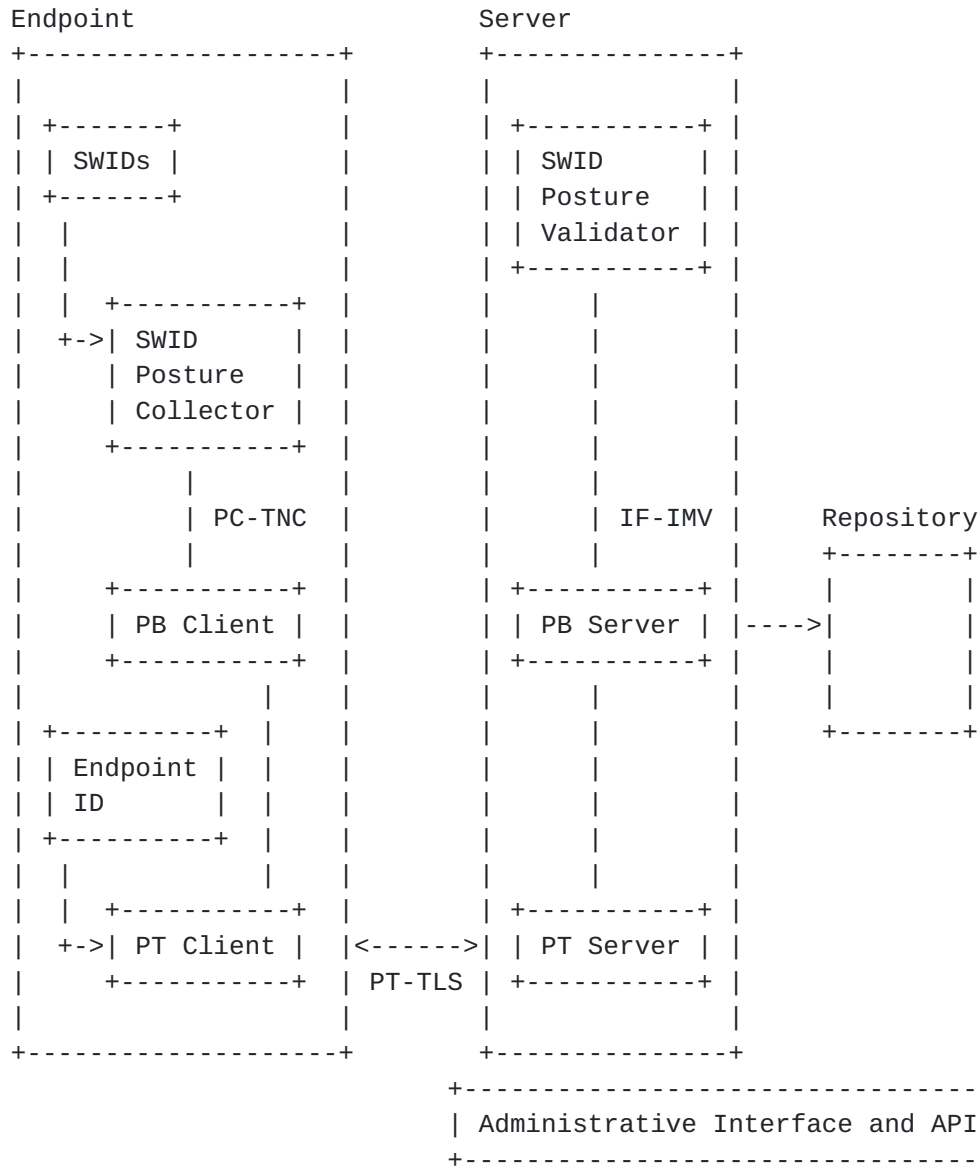 Endpoint Server
SWIDs SWID
Posture
Validator
SWID
Posture
Collector
PC-TNC IF-IMV Repository
PB Client PB Server
Endpoint
ID
PT Client PT Server
PT-TLS
Administrative Interface and API